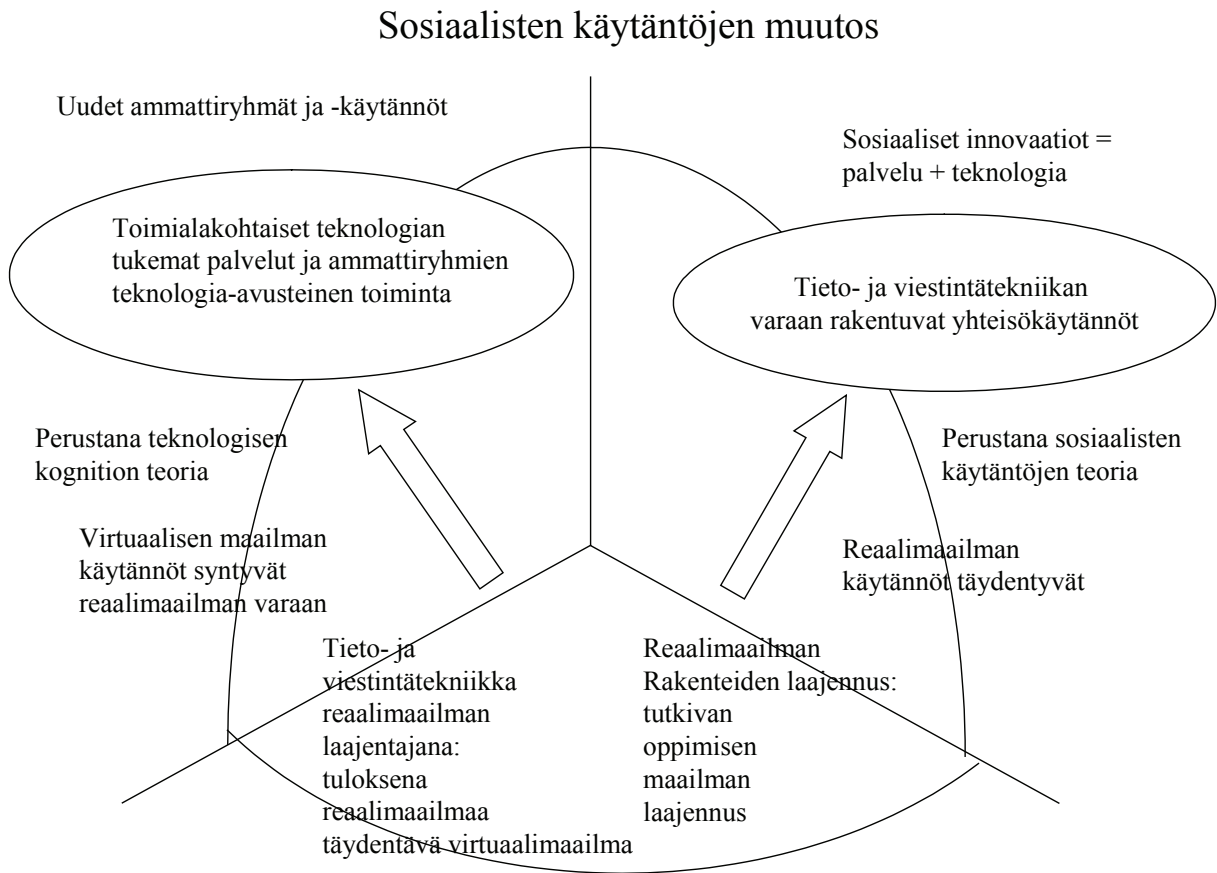 Sosiaalisten käytäntöjen muutos
Uudet ammattiryhmät ja -käytännöt
Sosiaaliset innovaatiot =
palvelu + teknologia
Toimialakohtaiset teknologian
tukemat palvelut ja ammattiryhmien
teknologia-avusteinen toiminta
Tieto- ja viestintätekniikan
varaan rakentuvat yhteisökäytännöt
Perustana teknologisen
kognition teoria
Perustana sosiaalisten
käytäntöjen teoria
Virtuaalisen maailman
käytännöt syntyvät
reaalimaailman varaan
Reaalimaailman
käytännöt täydentyvät
Tieto- ja
viestintätekniikka
reaalimaailman
laajentajana:
tuloksena
reaalimaailmaa
täydentävä virtuaalimaailma
Reaalimaailman
Rakenteiden laajennus:
tutkivan
oppimisen
maailman
laajennus